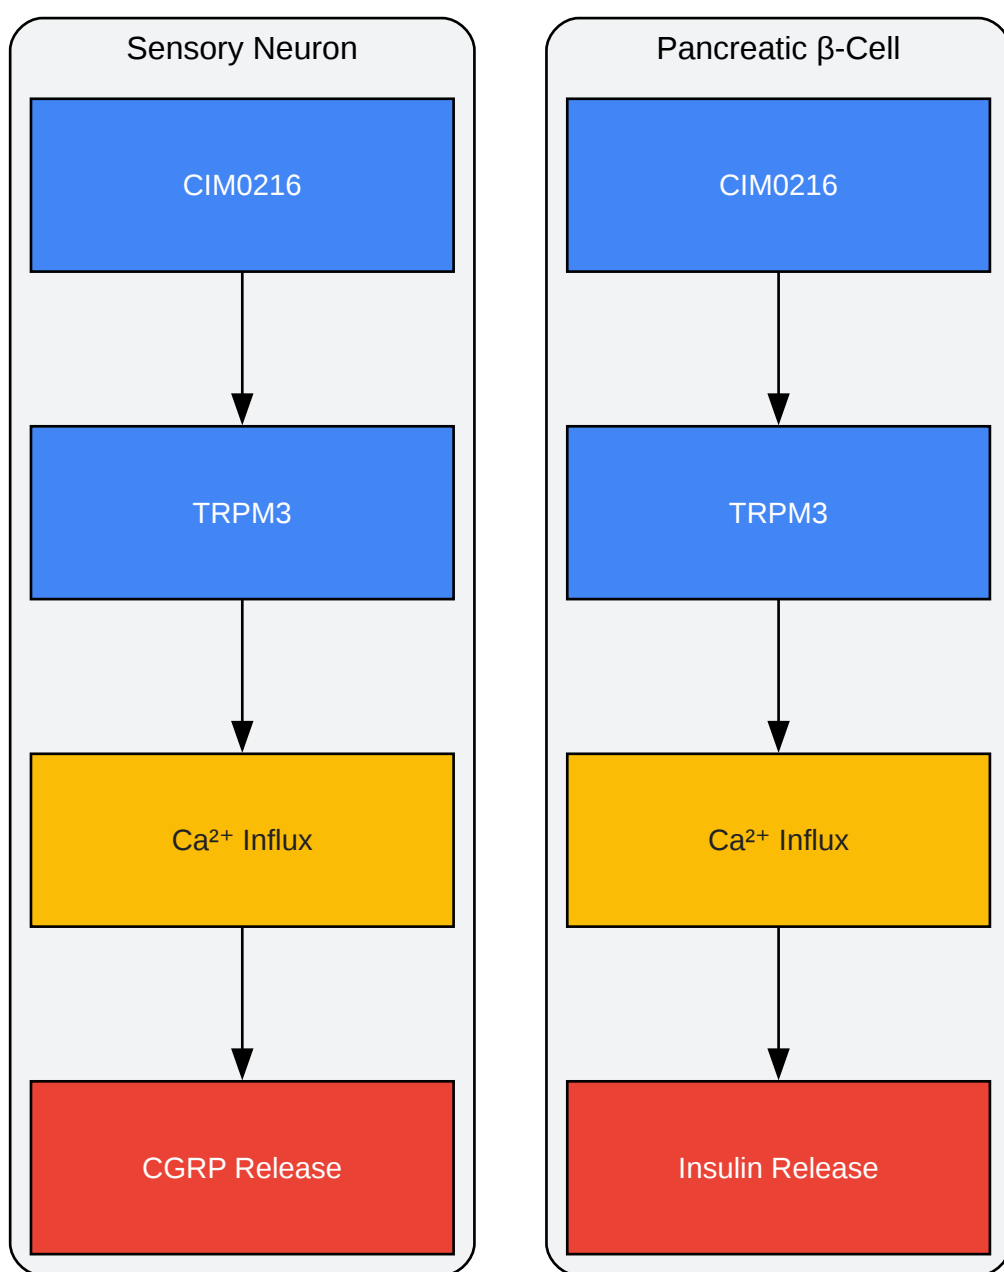 Sensory Neuron
CIM0216
TRPM3
Ca²⁺ Influx
CGRP Release
Pancreatic β-Cell
CIM0216
TRPM3
Ca²⁺ Influx
Insulin Release